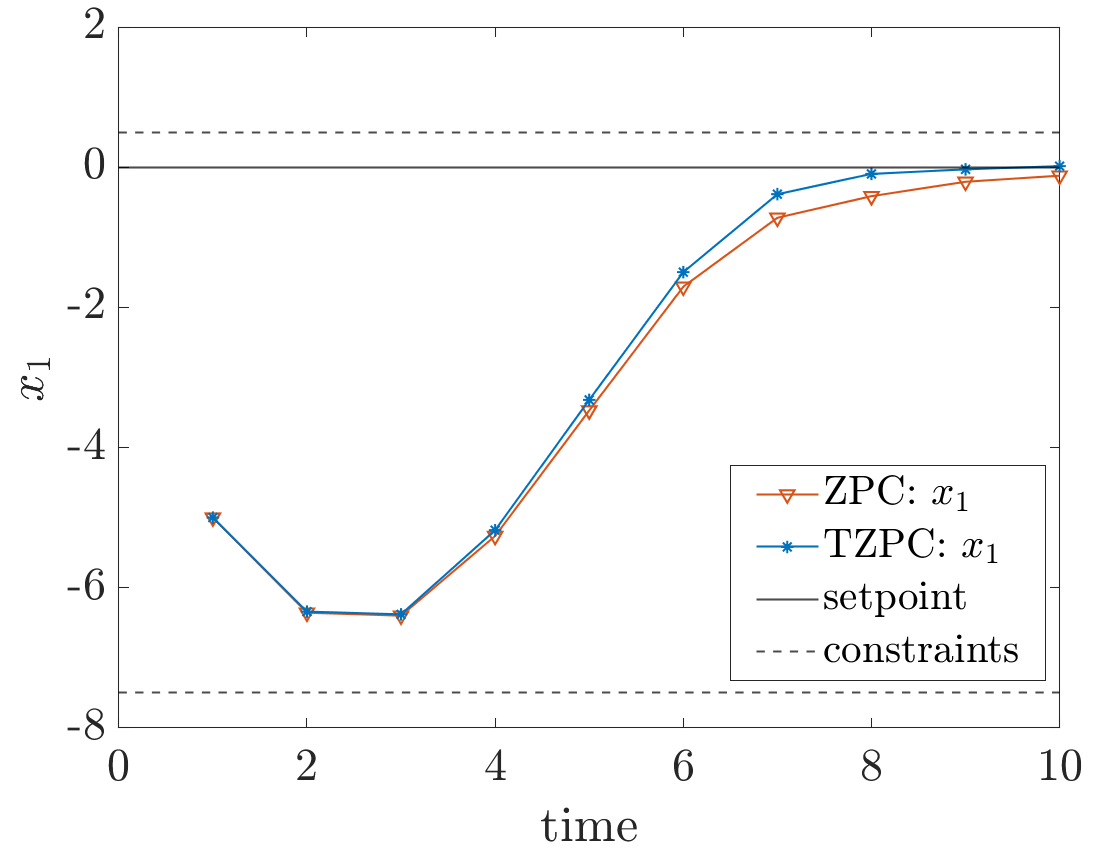 2
0
-2
-4
-6
-8
x₁
0 2 4 6 8 10
time
ZPC: x₁
TZPC: x₁
setpoint
constraints